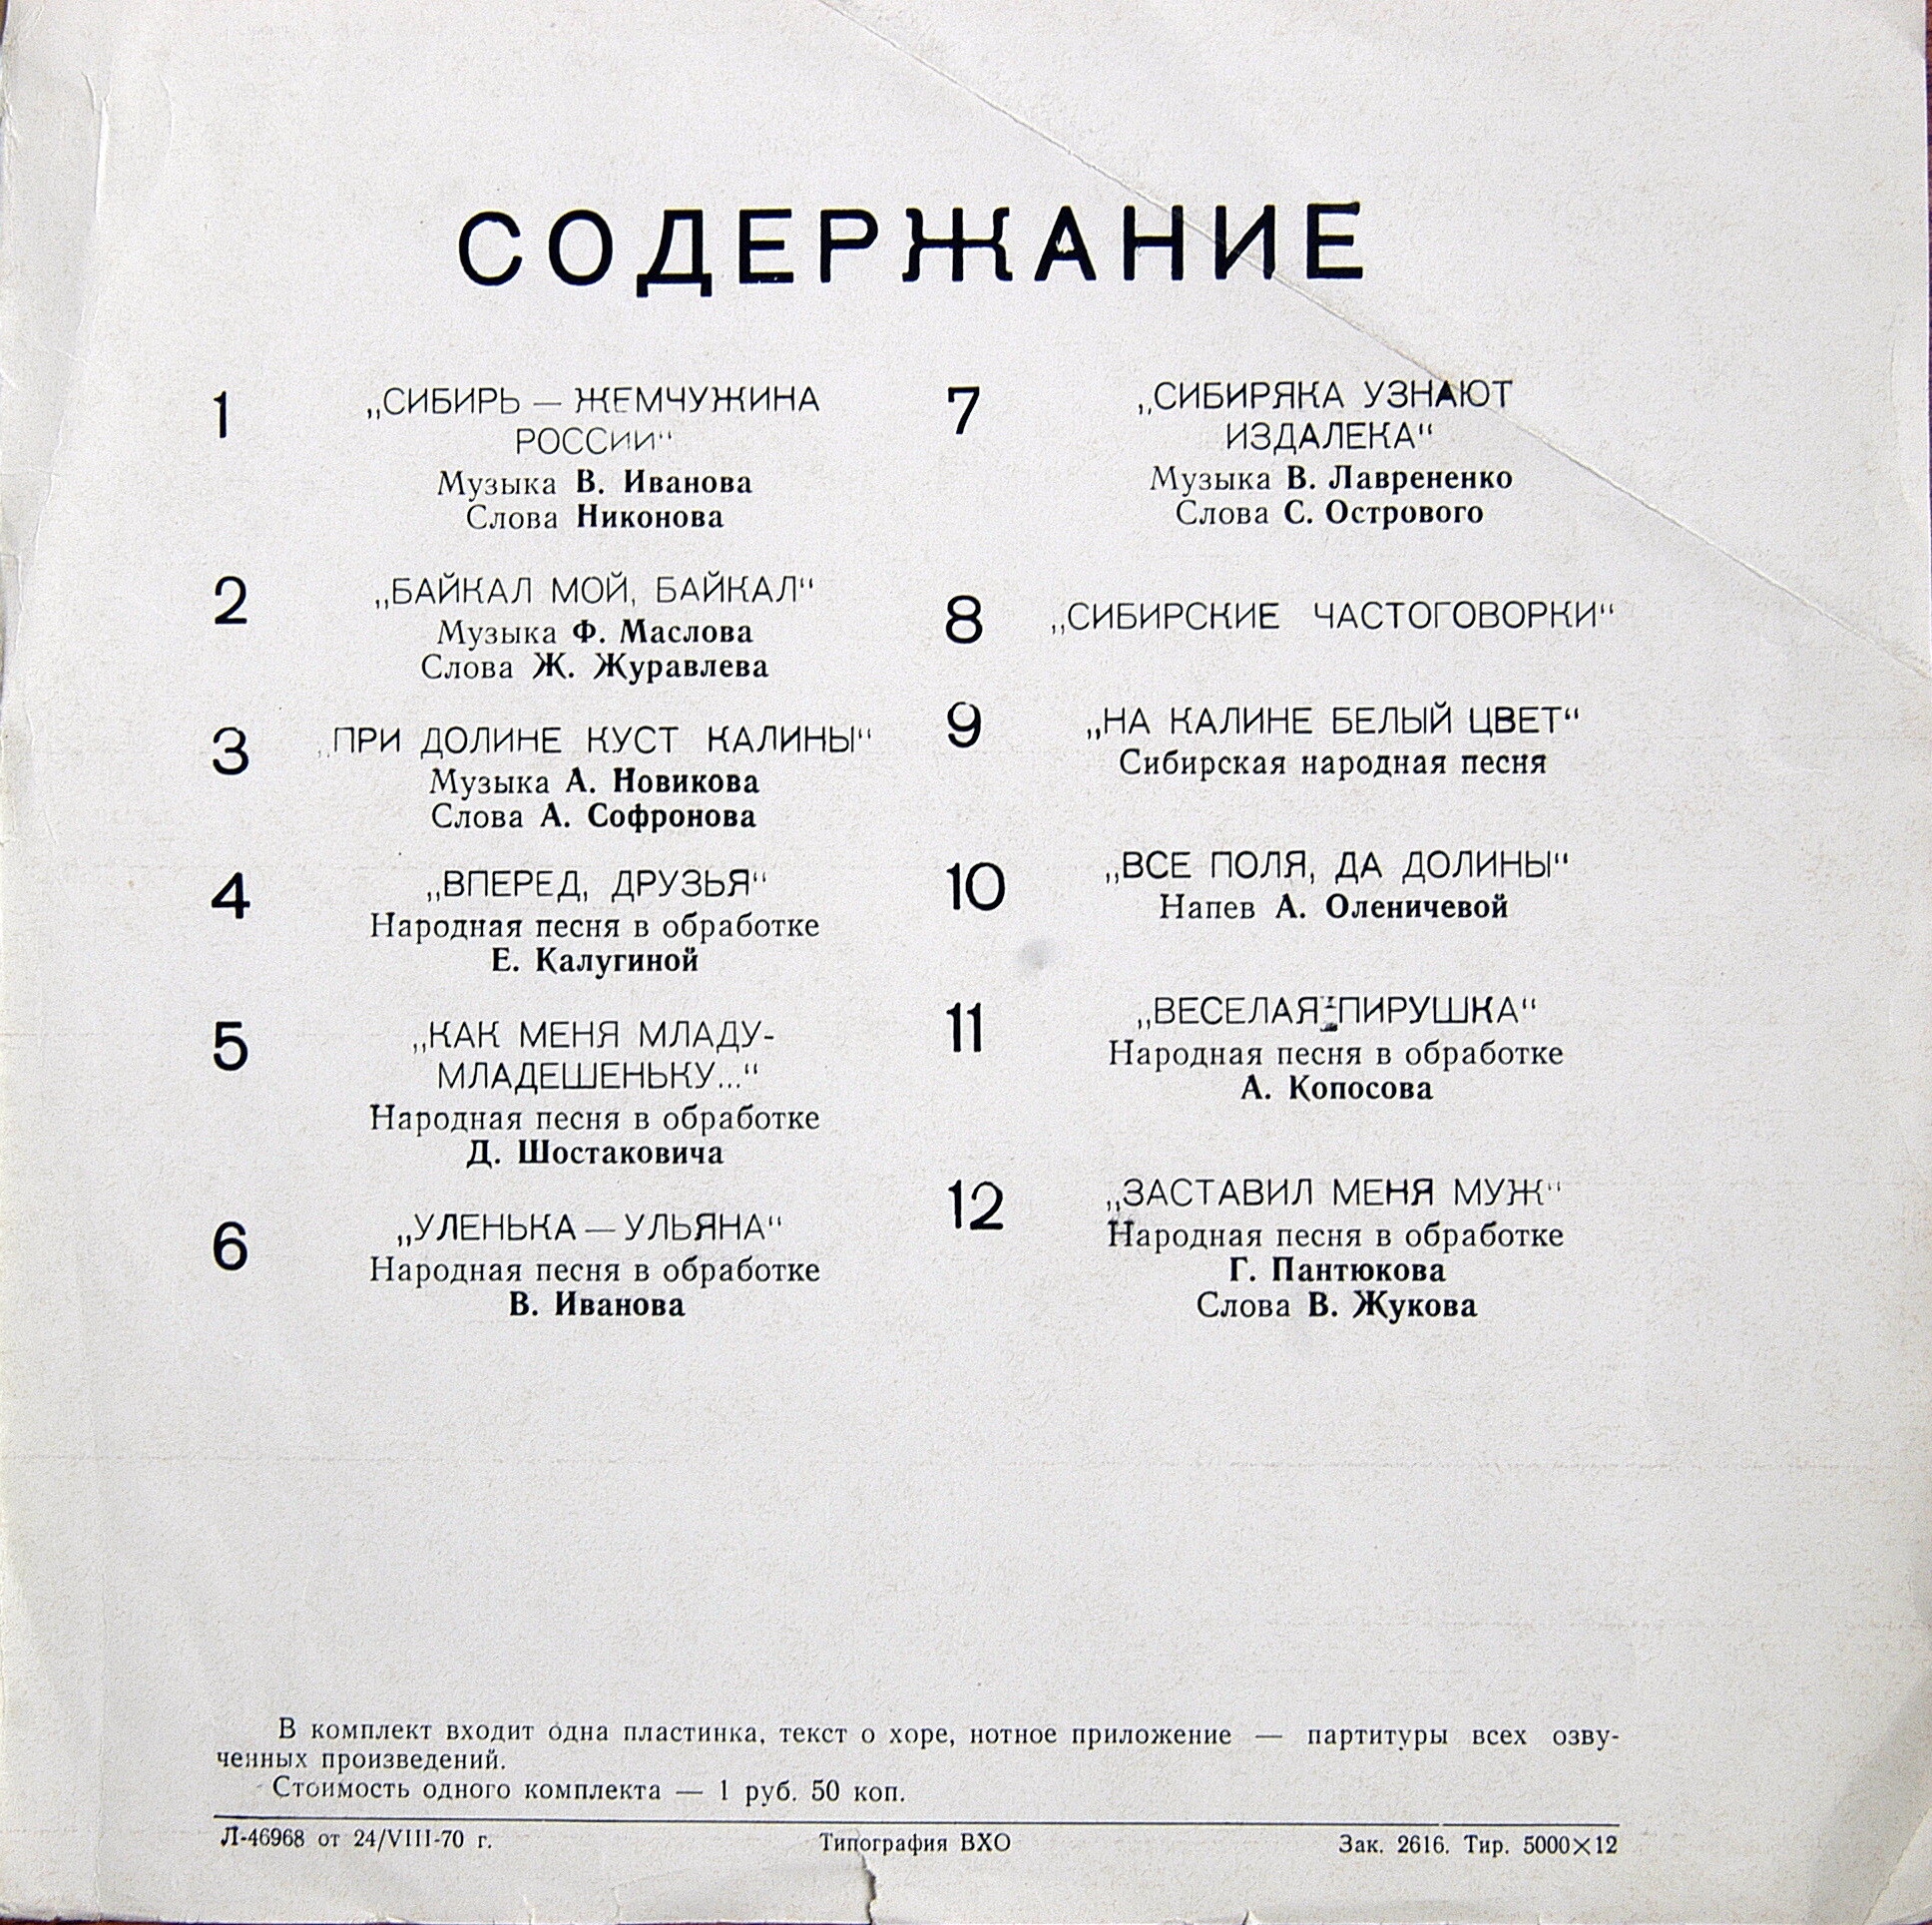 СОДЕРЖАНИЕ
1
„СИБИРЬ — ЖЕМЧУЖИНА
РОССИИ“
Музыка В. Иванова
Слова Никонова
2
„БАЙКАЛ МОЙ, БАЙКАЛ“
Музыка Ф. Маслова
Слова Ж. Журавлева
3
„ПРИ ДОЛИНЕ КУСТ КАЛИНЫ“
Музыка А. Новикова
Слова А. Софронова
4
„ВПЕРЕД, ДРУЗЬЯ“
Народная песня в обработке
Е. Калугиной
5
„КАК МЕНЯ МЛАДУ-
МЛАДЕШЕНЬКУ...“
Народная песня в обработке
Д. Шостаковича
6
„УЛЕНЬКА — УЛЬЯНА“
Народная песня в обработке
В. Иванова
7
„СИБИРЯКА УЗНАЮТ
ИЗДАЛЕКА“
Музыка В. Лаврененко
Слова С. Острового
8
„СИБИРСКИЕ ЧАСТОГОВОРКИ“
9
„НА КАЛИНЕ БЕЛЫЙ ЦВЕТ“
Сибирская народная песня
10
„ВСЕ ПОЛЯ, ДА ДОЛИНЫ“
Напев А. Оленичевой
11
„ВЕСЕЛАЯ ПИРУШКА“
Народная песня в обработке
А. Копосова
12
„ЗАСТАВИЛ МЕНЯ МУЖ“
Народная песня в обработке
Г. Пантюкова
Слова В. Жукова
В комплект входит одна пластинка, текст о хоре, нотное приложение — партитуры всех озву-
ченных произведений.
Стоимость одного комплекта — 1 руб. 50 коп.
Л-46968 от 24/VIII-70 г. Типография ВХО Зак. 2616. Тир. 5000×12